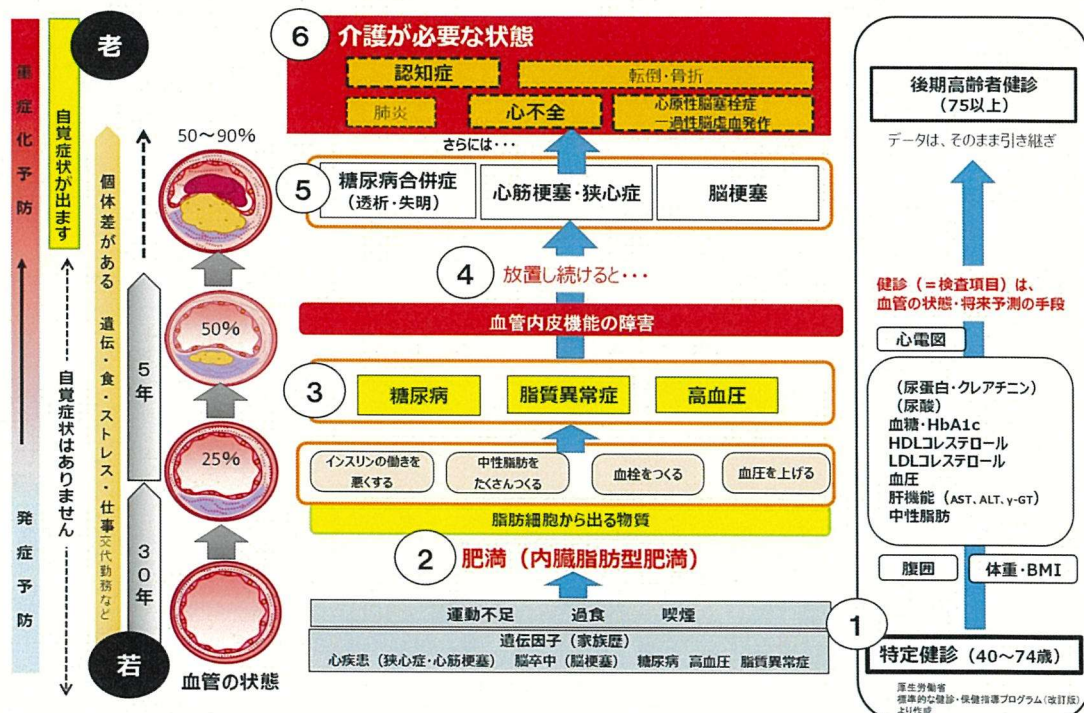 重症化予防
発症予防
自覚症状が出ます
自覚症状はありません
老
若
個体差がある 遺伝・食・ストレス・仕事 交代勤務など
5年
30年
50～90%
50%
25%
血管の状態
6 介護が必要な状態
認知症
転倒・骨折
肺炎
心不全
心原性脳塞栓症
一過性脳虚血発作
さらには・・・
5
糖尿病合併症
（透析・失明）
心筋梗塞・狭心症
脳梗塞
4 放置し続けると・・・
血管内皮機能の障害
3
糖尿病
脂質異常症
高血圧
インスリンの働きを
悪くする
中性脂肪を
たくさんつくる
血栓をつくる
血圧を上げる
脂肪細胞から出る物質
2 肥満（内臓脂肪型肥満）
運動不足 過食 喫煙
遺伝因子（家族歴）
心疾患（狭心症・心筋梗塞） 脳卒中（脳梗塞） 糖尿病 高血圧 脂質異常症
後期高齢者健診
（75以上）
データは、そのまま引き継ぎ
健診（＝検査項目）は、
血管の状態・将来予測の手段
心電図
（尿蛋白・クレアチニン）
（尿酸）
血糖・HbA1c
HDLコレステロール
LDLコレステロール
血圧
肝機能（AST、ALT、γ-GT）
中性脂肪
腹囲
体重・BMI
1
特定健診（40～74歳）
厚生労働省
標準的な健診・保健指導プログラム（改訂版）
より作成